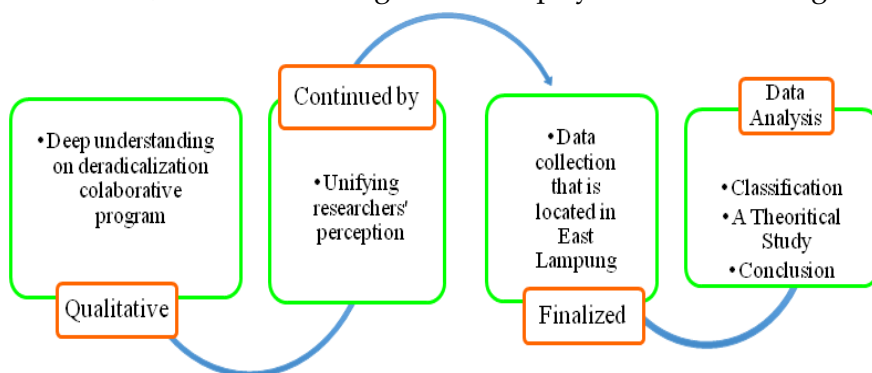 Continued by
• Deep understanding
on deradicalization
colaborative
program
Qualitative
• Unifying
researchers'
perception
• Data
collection
that is
located in
East
Lampung
Finalized
Data
Analysis
• Classification
• A Theoritical
Study
• Conclusion